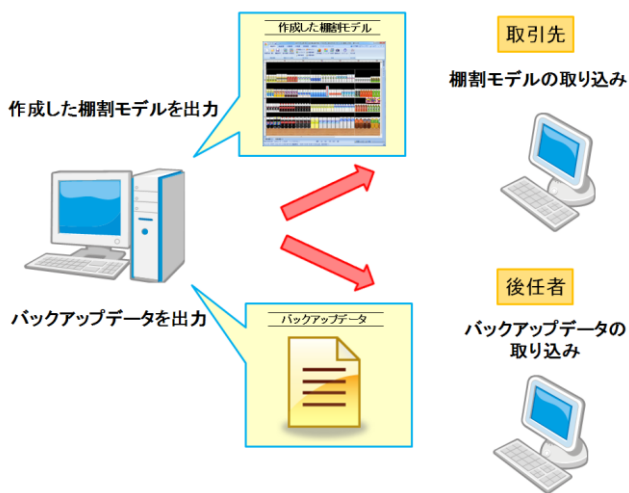 作成した棚割モデル
取引先
棚割モデルの取り込み
作成した棚割モデルを出力
後任者
バックアップデータの
取り込み
バックアップデータを出力
バックアップデータ